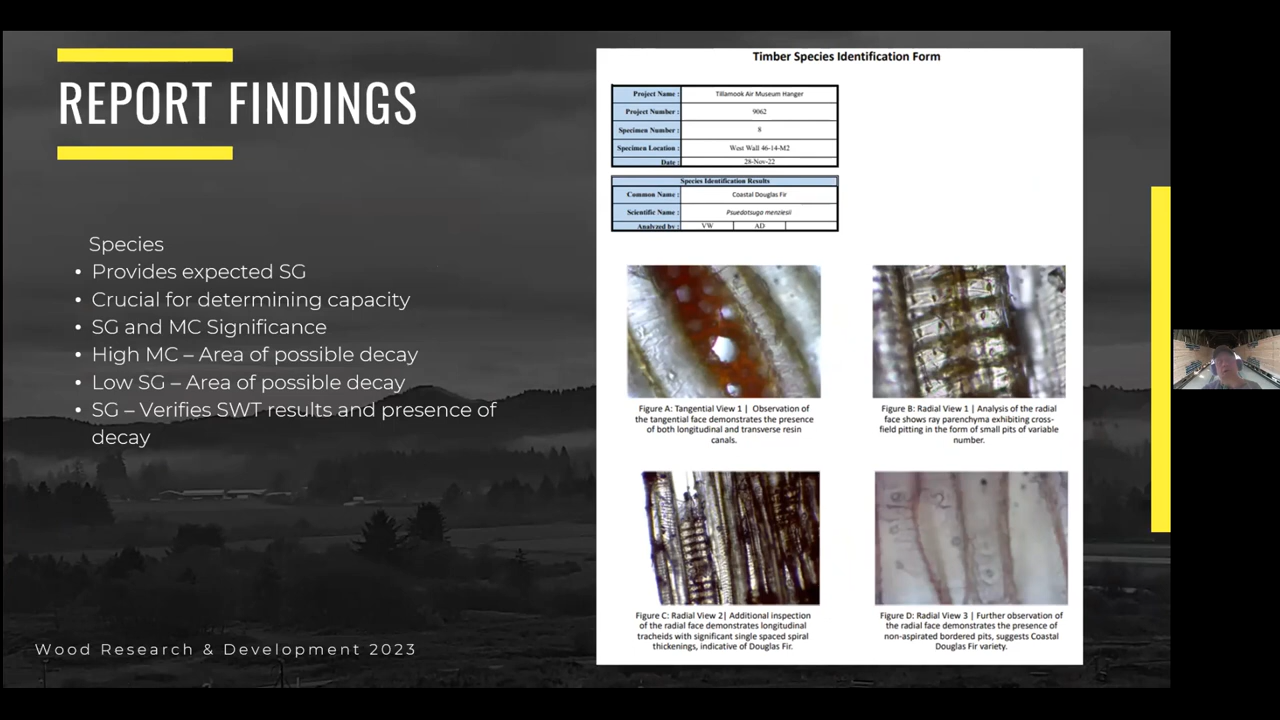 REPORT FINDINGS
Species
• Provides expected SG
• Crucial for determining capacity
• SG and MC Significance
• High MC – Area of possible decay
• Low SG – Area of possible decay
• SG – Verifies SWT results and presence of
decay
Wood Research & Development 2023
Timber Species Identification Form
Project Name : Tillamook Air Museum Hanger
Project Number : 9062
Specimen Number : 8
Specimen Location : West Wall 46-14-M2
Date : 28-Nov-22
Species Identification Results
Common Name : Coastal Douglas Fir
Scientific Name : Psuedotsuga menziesii
Analyzed by : VW AD
Figure A: Tangential View 1 | Observation of
the tangential face demonstrates the presence
of both longitudinal and transverse resin
canals.
Figure B: Radial View 1 | Analysis of the radial
face shows ray parenchyma exhibiting cross-
field pitting in the form of small pits of variable
number.
Figure C: Radial View 2| Additional inspection
of the radial face demonstrates longitudinal
tracheids with significant single spaced spiral
thickenings, indicative of Douglas Fir.
Figure D: Radial View 3 | Further observation of
the radial face demonstrates the presence of
non-aspirated bordered pits, suggests Coastal
Douglas Fir variety.